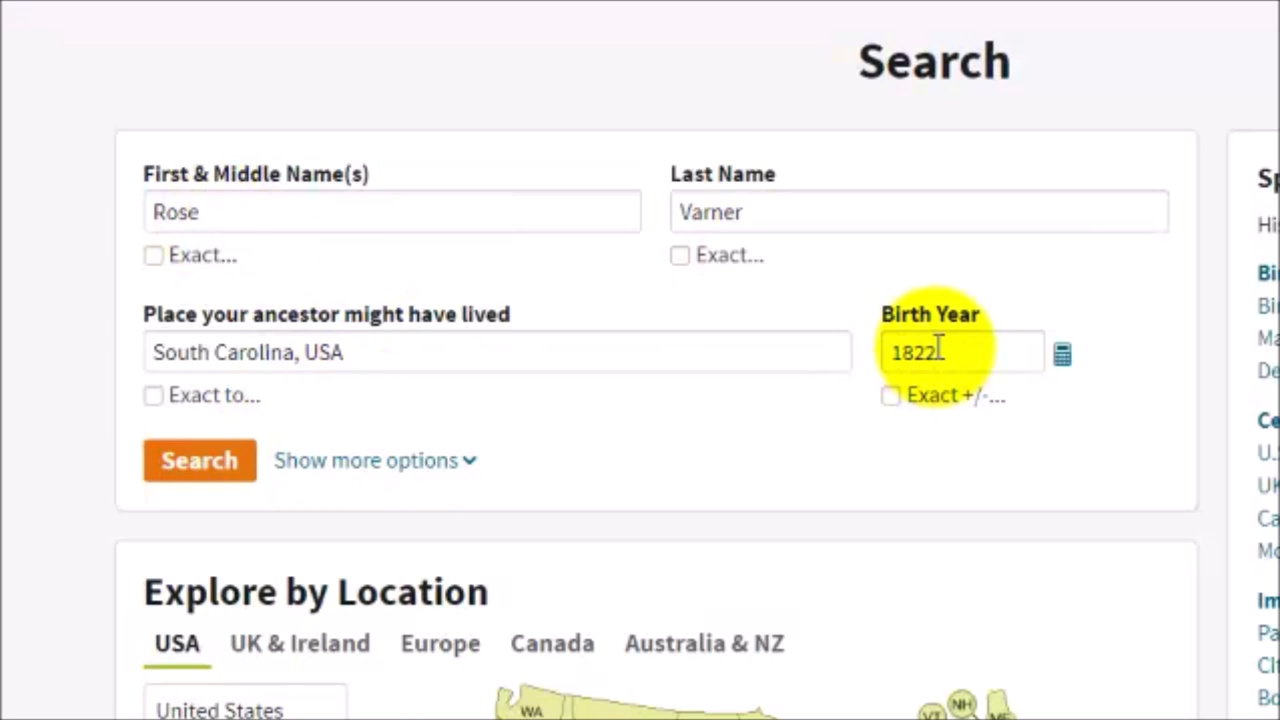 Search
First & Middle Name(s)
Last Name
Rose
Varner
Exact...
Exact...
Place your ancestor might have lived
Birth Year
South Carolina, USA
1822
Exact to...
Exact +/-...
Search
Show more options
Explore by Location
USA
UK & Ireland
Europe
Canada
Australia & NZ
United States
WA
VT
NH
ME